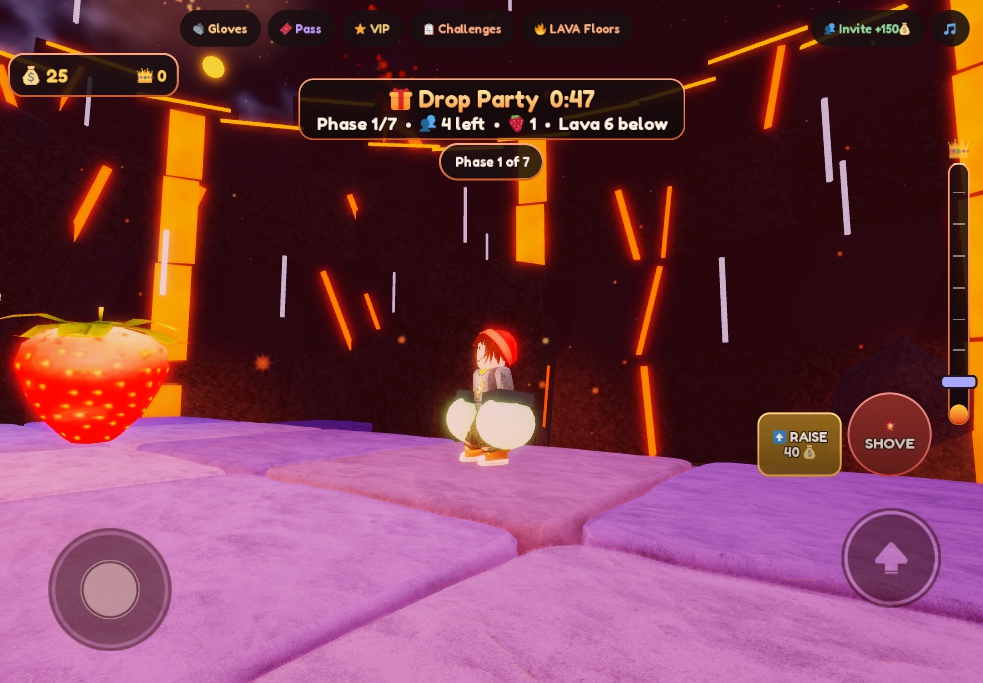 Gloves
Pass
VIP
Challenges
LAVA Floors
Invite +150
25
0
Drop Party 0:47
Phase 1/7 • 4 left • 1 • Lava 6 below
Phase 1 of 7
RAISE
40
SHOVE